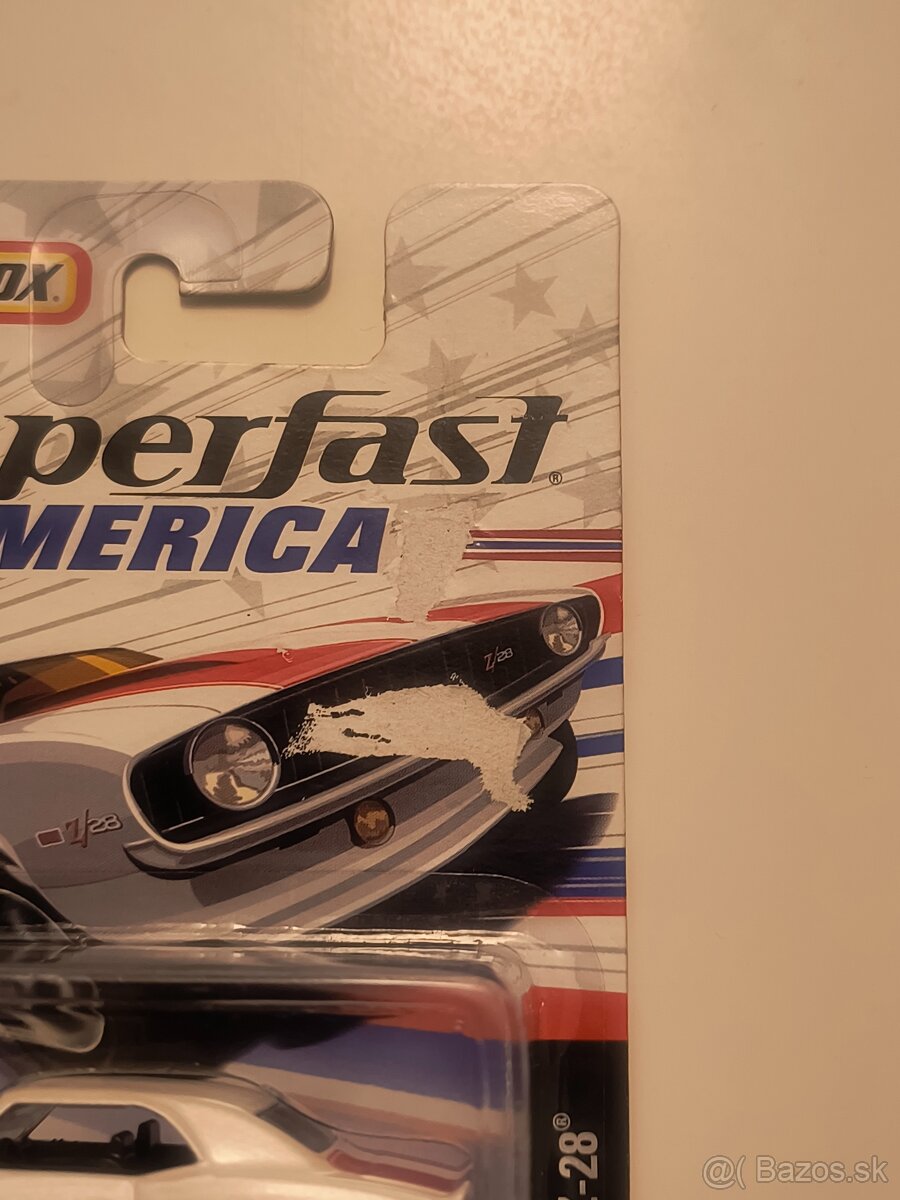 OX®
perfast®
MERICA
Z/28
Z/28
Z-28®
@( Bazos.sk